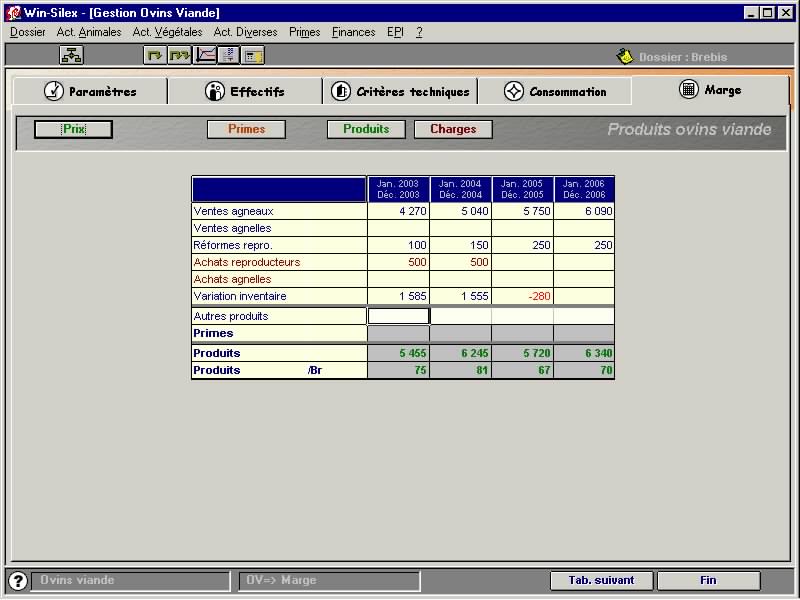 Win-Silex - [Gestion Ovins Viande]
Dossier Act. Animales Act. Végétales Act. Diverses Primes Finances EPI ?
Dossier : Brebis
Paramètres Effectifs Critères techniques Consommation Marge
Prix Primes Produits Charges Produits ovins viande
Jan. 2003 Jan. 2004 Jan. 2005 Jan. 2006
Déc. 2003 Déc. 2004 Déc. 2005 Déc. 2006
Ventes agneaux 4 270 5 040 5 750 6 090
Ventes agnelles
Réformes repro. 100 150 250 250
Achats reproducteurs 500 500
Achats agnelles
Variation inventaire 1 585 1 555 -280
Autres produits
Primes
Produits 5 455 6 245 5 720 6 340
Produits /Br 75 81 67 70
? Ovins viande OV=> Marge Tab. suivant Fin